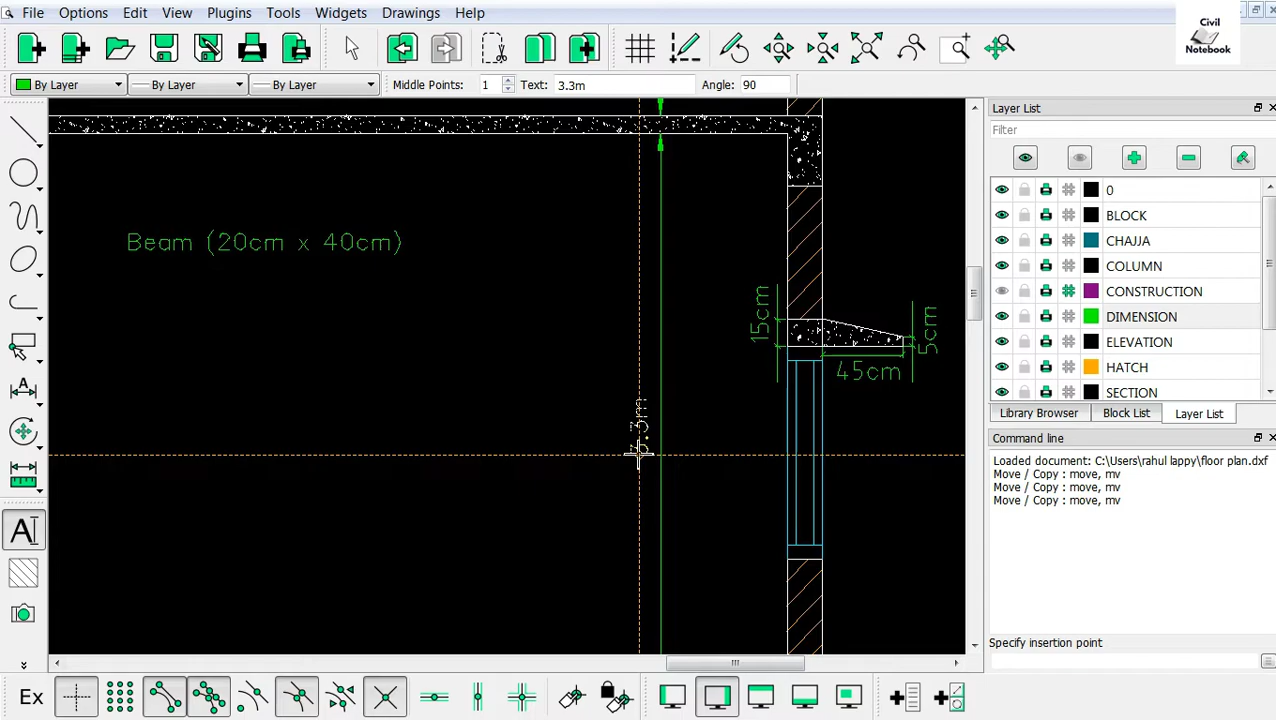 File Options Edit View Plugins Tools Widgets Drawings Help
Civil
Notebook
By Layer By Layer By Layer Middle Points: 1 Text: 3.3m Angle: 90
Layer List
Filter
0
BLOCK
CHAJJA
COLUMN
CONSTRUCTION
DIMENSION
ELEVATION
HATCH
SECTION
Library Browser Block List Layer List
Command line
Loaded document: C:\Users\rahul lappy\floor plan.dxf
Move / Copy : move, mv
Move / Copy : move, mv
Move / Copy : move, mv
Specify insertion point
Beam (20cm x 40cm)
15cm
5cm
45cm
3.3m
Ex